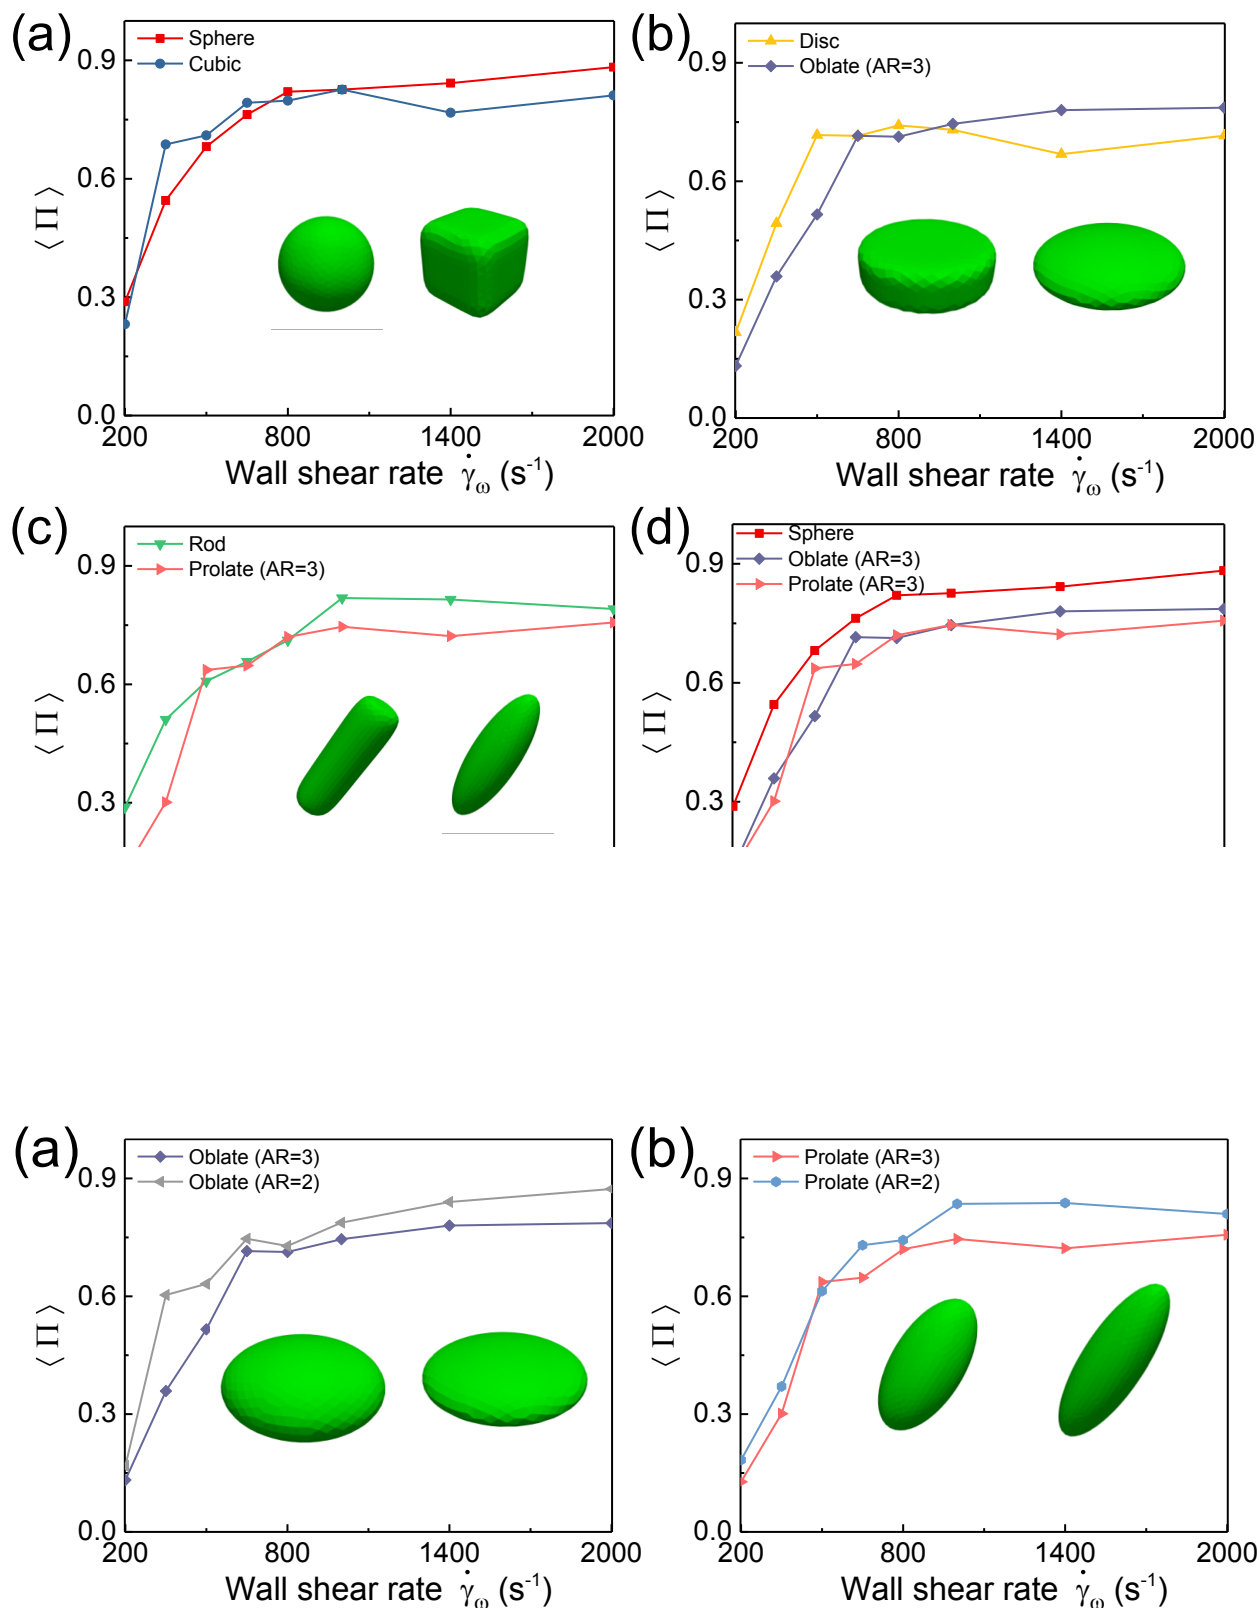 (a)
Sphere
Cubic
0.9
0.6
0.3
0.0
⟨ Π ⟩
200 800 1400 2000
Wall shear rate γ̇ω (s-1)
(b)
Disc
Oblate (AR=3)
0.9
0.6
0.3
0.0
⟨ Π ⟩
200 800 1400 2000
Wall shear rate γ̇ω (s-1)
(c)
Rod
Prolate (AR=3)
0.9
0.6
0.3
⟨ Π ⟩
(d)
Sphere
Oblate (AR=3)
Prolate (AR=3)
0.9
0.6
0.3
⟨ Π ⟩
(a)
Oblate (AR=3)
Oblate (AR=2)
0.9
0.6
0.3
0.0
⟨ Π ⟩
200 800 1400 2000
Wall shear rate γ̇ω (s-1)
(b)
Prolate (AR=3)
Prolate (AR=2)
0.9
0.6
0.3
0.0
⟨ Π ⟩
200 800 1400 2000
Wall shear rate γ̇ω (s-1)